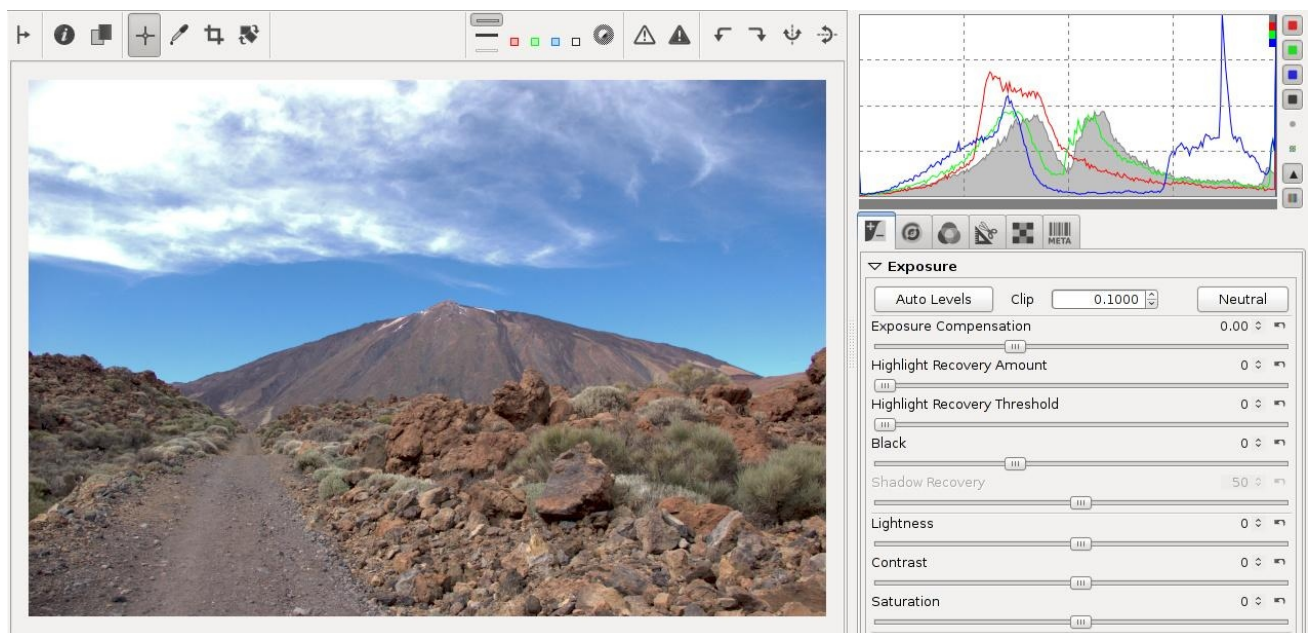 META
Exposure
Auto Levels Clip 0.1000 Neutral
Exposure Compensation 0.00
Highlight Recovery Amount 0
Highlight Recovery Threshold 0
Black 0
Shadow Recovery 50
Lightness 0
Contrast 0
Saturation 0